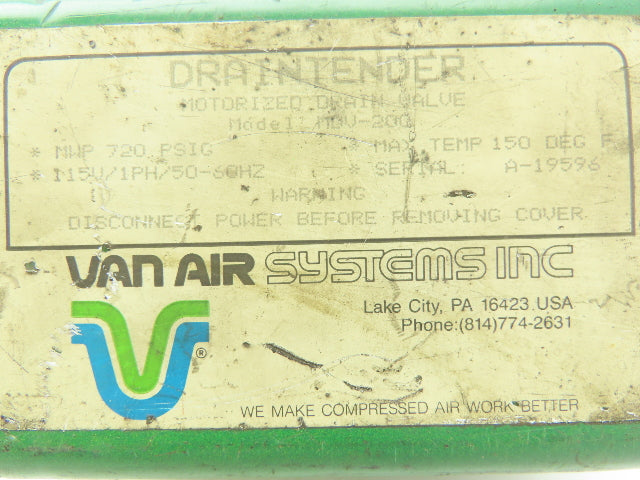 DRAINTENDER
MOTORIZED DRAIN VALVE
Model: MDV-200
* MWP 720 PSIG * MAX TEMP 150 DEG F
* 115V/1PH/50-60HZ * SERIAL: A-19596
WARNING
DISCONNECT POWER BEFORE REMOVING COVER.
VAN AIR SYSTEMS INC
Lake City, PA 16423 USA
Phone:(814)774-2631
®
WE MAKE COMPRESSED AIR WORK BETTER